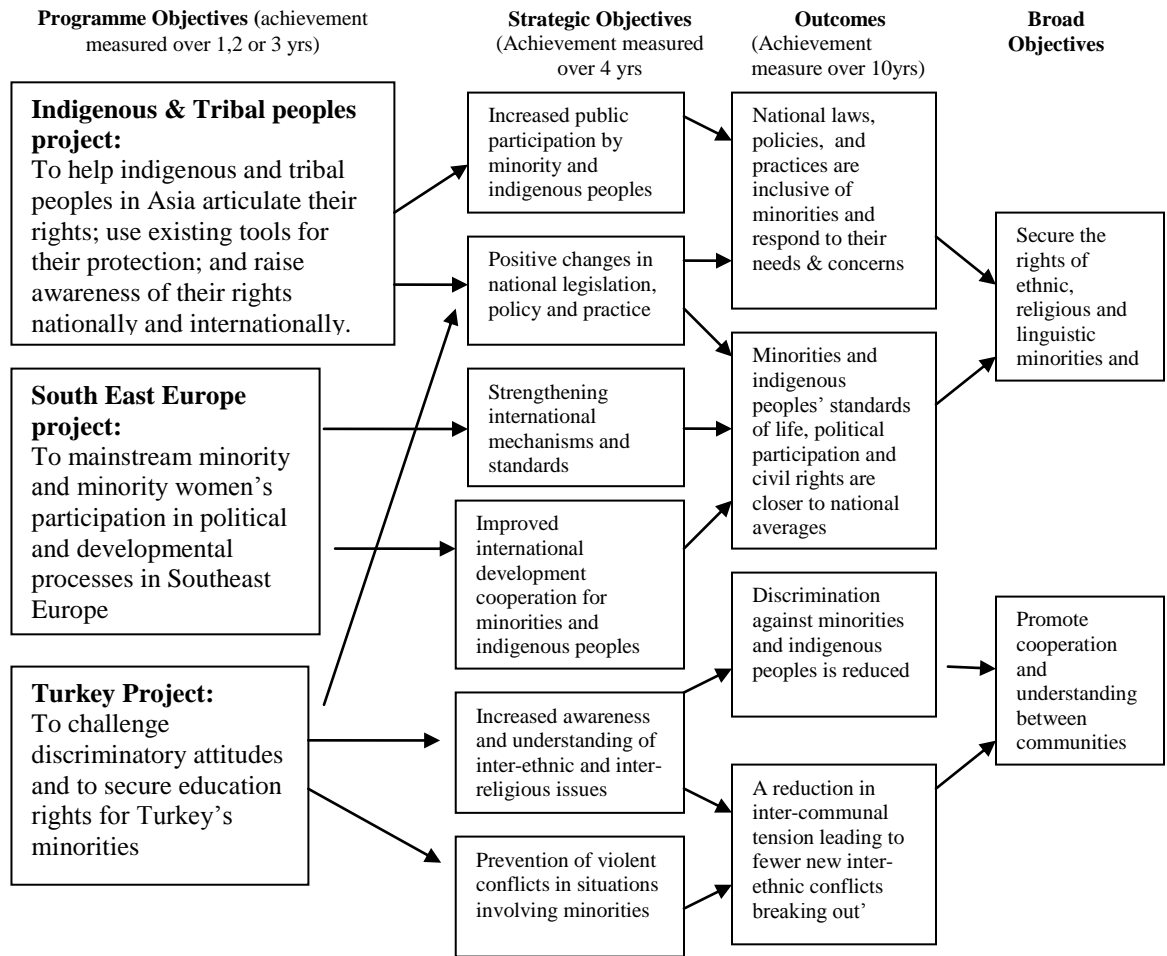 Programme Objectives (achievement
measured over 1,2 or 3 yrs)
Strategic Objectives
(Achievement measured
over 4 yrs
Outcomes
(Achievement
measure over 10yrs)
Broad
Objectives
Indigenous & Tribal peoples
project:
To help indigenous and tribal
peoples in Asia articulate their
rights; use existing tools for
their protection; and raise
awareness of their rights
nationally and internationally.
South East Europe
project:
To mainstream minority
and minority women’s
participation in political
and developmental
processes in Southeast
Europe
Turkey Project:
To challenge
discriminatory attitudes
and to secure education
rights for Turkey’s
minorities
Increased public
participation by
minority and
indigenous peoples
Positive changes in
national legislation,
policy and practice
Strengthening
international
mechanisms and
standards
Improved
international
development
cooperation for
minorities and
indigenous peoples
Increased awareness
and understanding of
inter-ethnic and inter-
religious issues
Prevention of violent
conflicts in situations
involving minorities
National laws,
policies, and
practices are
inclusive of
minorities and
respond to their
needs & concerns
Minorities and
indigenous
peoples’ standards
of life, political
participation and
civil rights are
closer to national
averages
Discrimination
against minorities
and indigenous
peoples is reduced
A reduction in
inter-communal
tension leading to
fewer new inter-
ethnic conflicts
breaking out’
Secure the
rights of
ethnic,
religious and
linguistic
minorities and
Promote
cooperation
and
understanding
between
communities